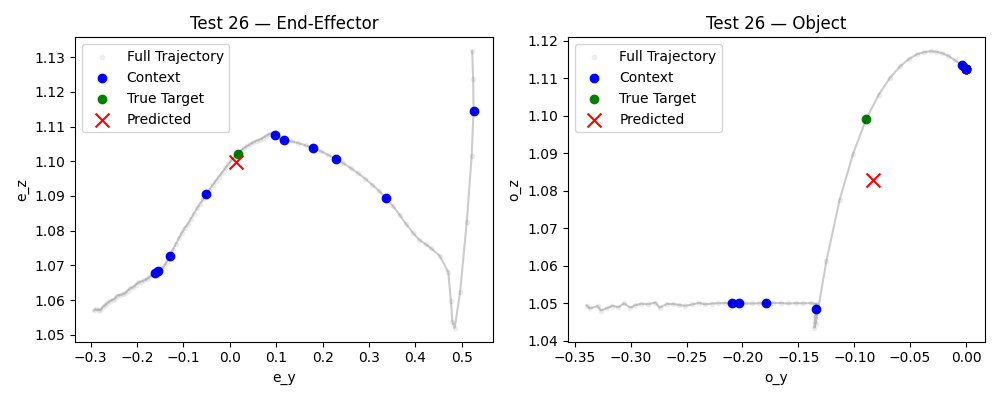 Test 26 — End-Effector
Full Trajectory
Context
True Target
Predicted
1.13
1.12
1.11
1.10
1.09
1.08
1.07
1.06
1.05
e_z
−0.3
−0.2
−0.1
0.0
0.1
0.2
0.3
0.4
0.5
e_y
Test 26 — Object
Full Trajectory
Context
True Target
Predicted
1.12
1.11
1.10
1.09
1.08
1.07
1.06
1.05
1.04
o_z
−0.35
−0.30
−0.25
−0.20
−0.15
−0.10
−0.05
0.00
o_y